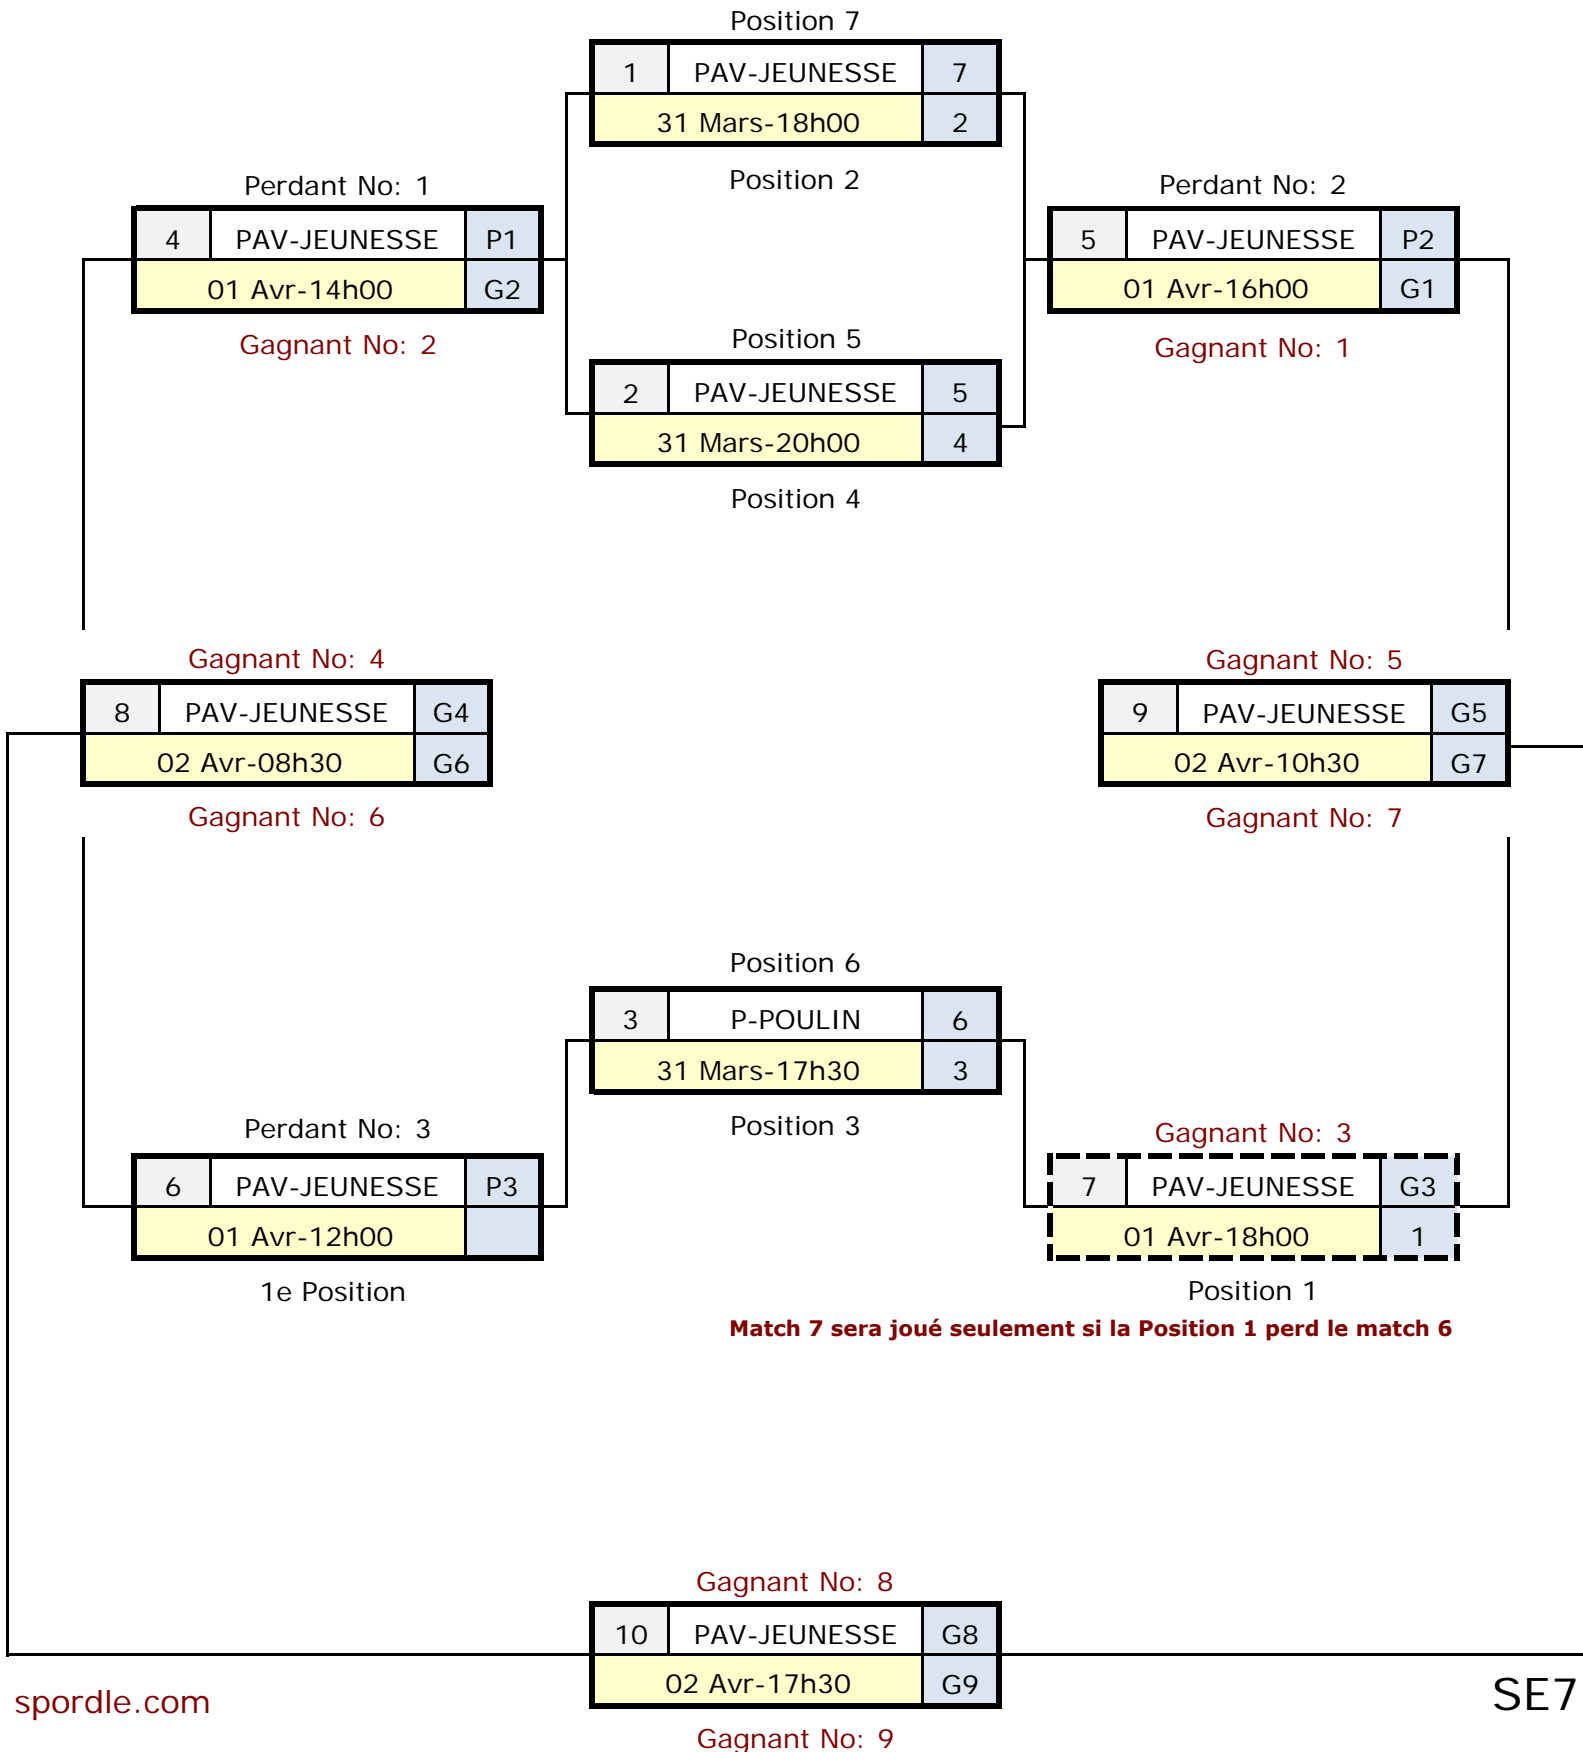 Position 7
1 PAV-JEUNESSE 7
31 Mars-18h00 2
Position 2
Perdant No: 1
4 PAV-JEUNESSE P1
01 Avr-14h00 G2
Gagnant No: 2
Perdant No: 2
5 PAV-JEUNESSE P2
01 Avr-16h00 G1
Gagnant No: 1
Position 5
2 PAV-JEUNESSE 5
31 Mars-20h00 4
Position 4
Gagnant No: 4
8 PAV-JEUNESSE G4
02 Avr-08h30 G6
Gagnant No: 6
Gagnant No: 5
9 PAV-JEUNESSE G5
02 Avr-10h30 G7
Gagnant No: 7
Position 6
3 P-POULIN 6
31 Mars-17h30 3
Position 3
Perdant No: 3
6 PAV-JEUNESSE P3
01 Avr-12h00
1e Position
Gagnant No: 3
7 PAV-JEUNESSE G3
01 Avr-18h00 1
Position 1
Match 7 sera joué seulement si la Position 1 perd le match 6
Gagnant No: 8
10 PAV-JEUNESSE G8
02 Avr-17h30 G9
Gagnant No: 9
spordle.com
SE7